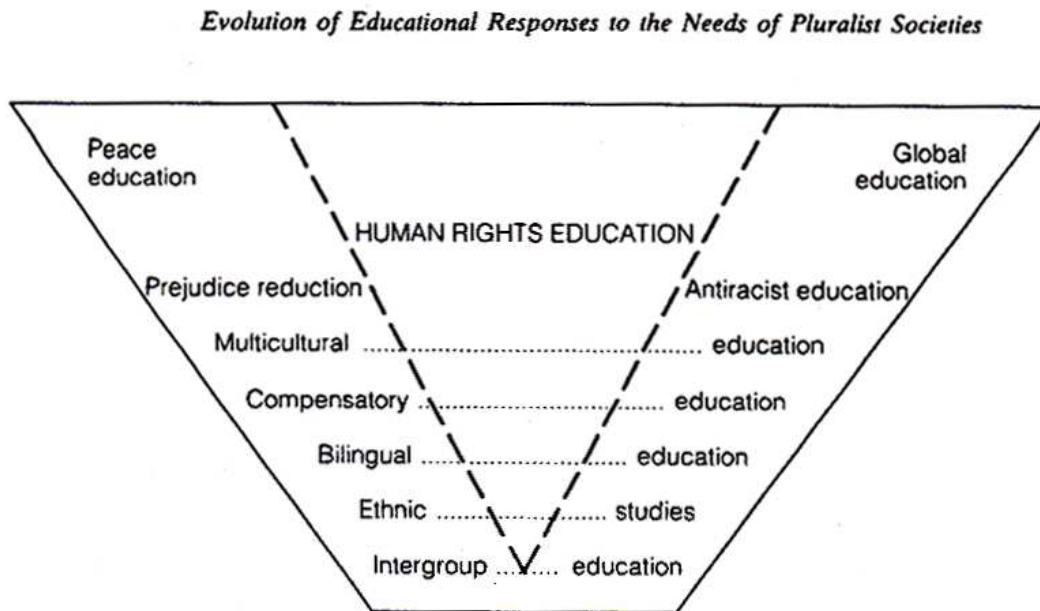 Evolution of Educational Responses to the Needs of Pluralist Societies
Peace
education
Global
education
HUMAN RIGHTS EDUCATION
Prejudice reduction
Antiracist education
Multicultural ........ education
Compensatory ........ education
Bilingual ........ education
Ethnic ........ studies
Intergroup ........ education